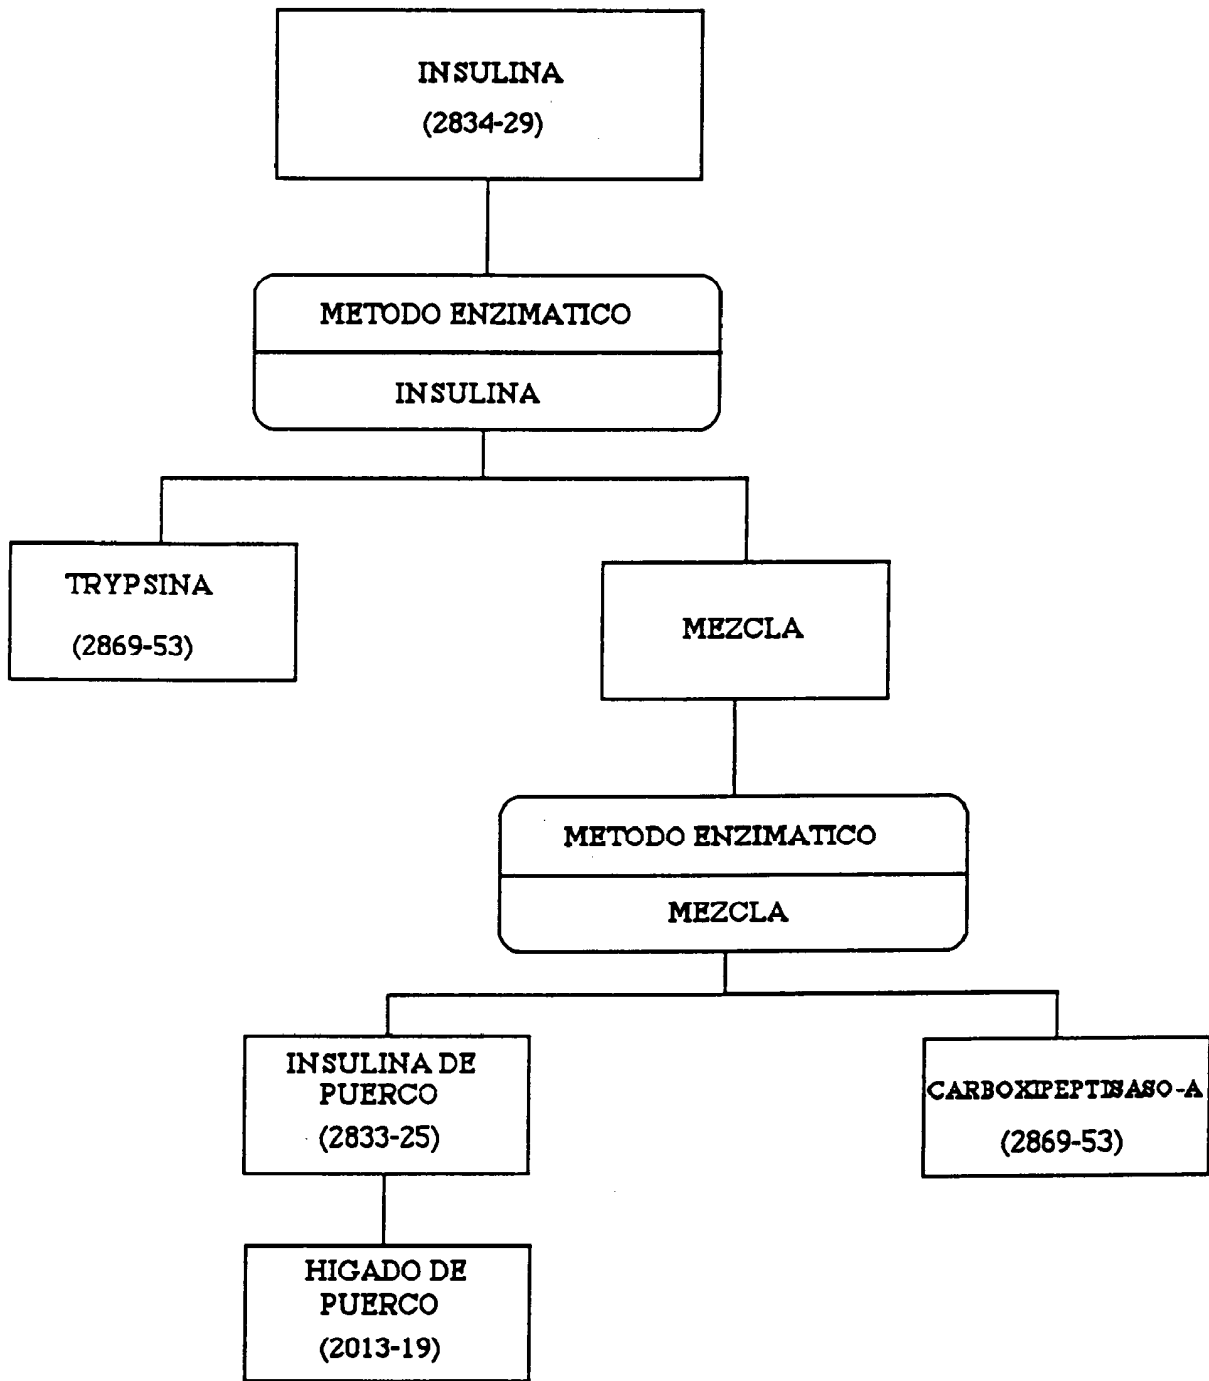 INSULINA
(2834-29)
METODO ENZIMATICO
INSULINA
TRYPSINA
(2869-53)
MEZCLA
METODO ENZIMATICO
MEZCLA
INSULINA DE
PUERCO
(2833-25)
CARBOXIPEPTISASO-A
(2869-53)
HIGADO DE
PUERCO
(2013-19)